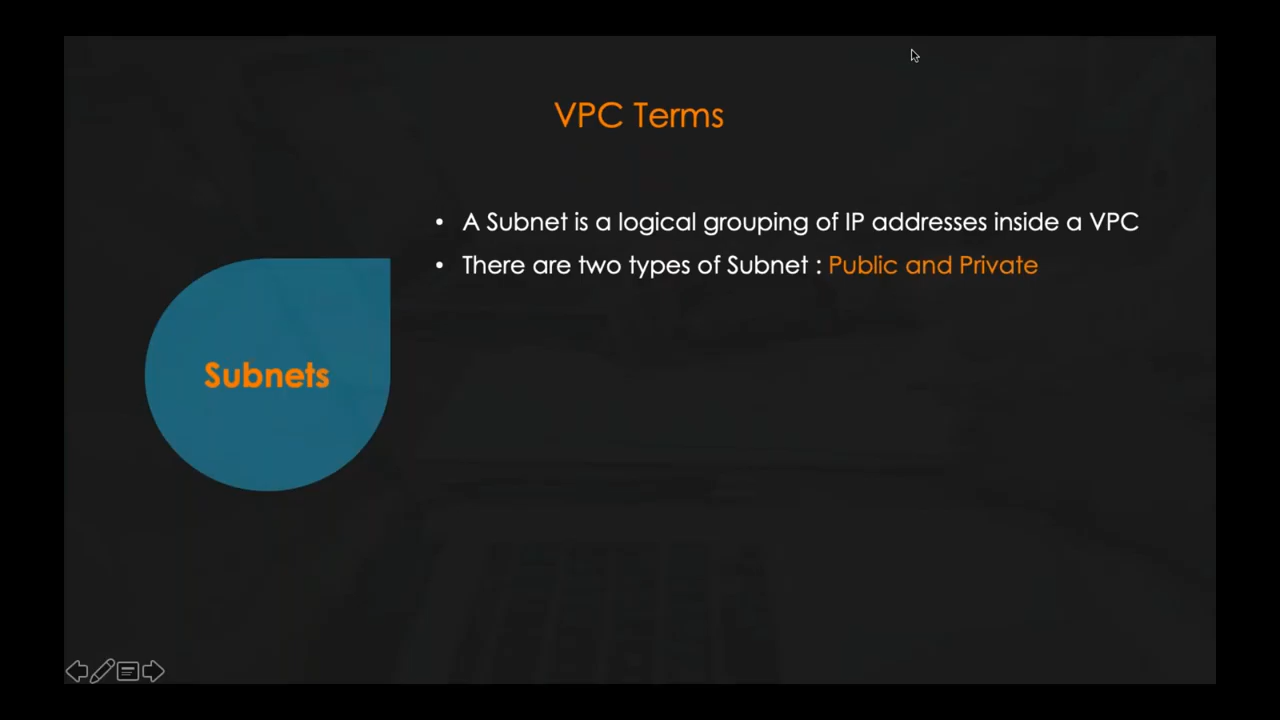 VPC Terms
• A Subnet is a logical grouping of IP addresses inside a VPC
• There are two types of Subnet : Public and Private
Subnets